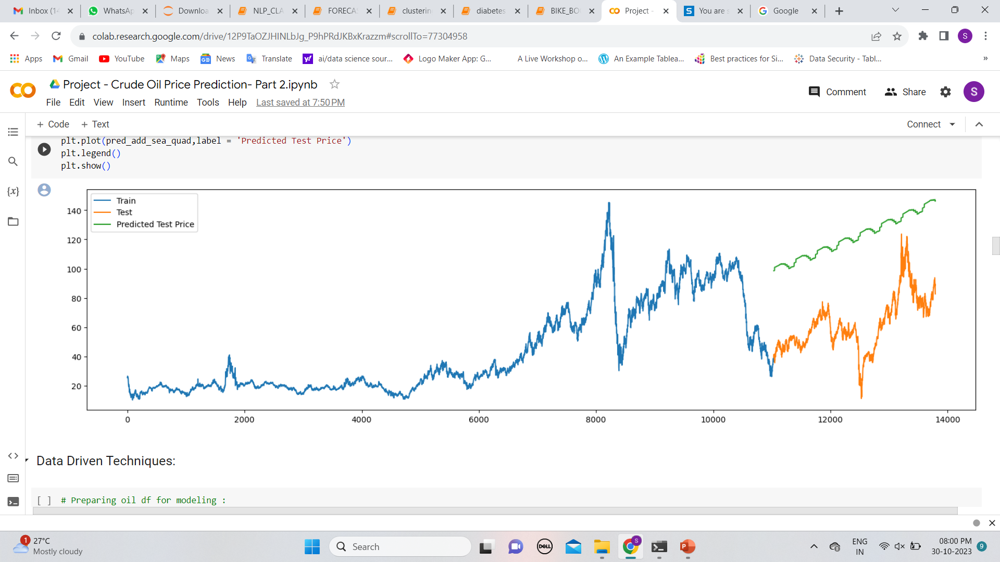 Inbox (14
WhatsAp
Downloa
NLP_CLA
FORECAS
clusterin
diabetes
BIKE_BO
Project -
You are s
Google
colab.research.google.com/drive/12P9TaOZJHINLbJg_P9hPRdJKBxKrazzm#scrollTo=77304958
S
Apps
Gmail
YouTube
Maps
News
Translate
ai/data science sour...
Logo Maker App: G...
A Live Workshop o...
An Example Tablea...
Best practices for Si...
Data Security - Tabl...
»
Project - Crude Oil Price Prediction- Part 2.ipynb
Comment
Share
S
File Edit View Insert Runtime Tools Help Last saved at 7:50 PM
+ Code + Text
Connect
plt.plot(pred_add_sea_quad,label = 'Predicted Test Price')
plt.legend()
plt.show()
{x}
Train
Test
Predicted Test Price
140
120
100
80
60
40
20
0 2000 4000 6000 8000 10000 12000 14000
Data Driven Techniques:
[ ] # Preparing oil df for modeling :
1
27°C
Mostly cloudy
Search
DELL
S
P
ENG
IN
08:00 PM
30-10-2023
9